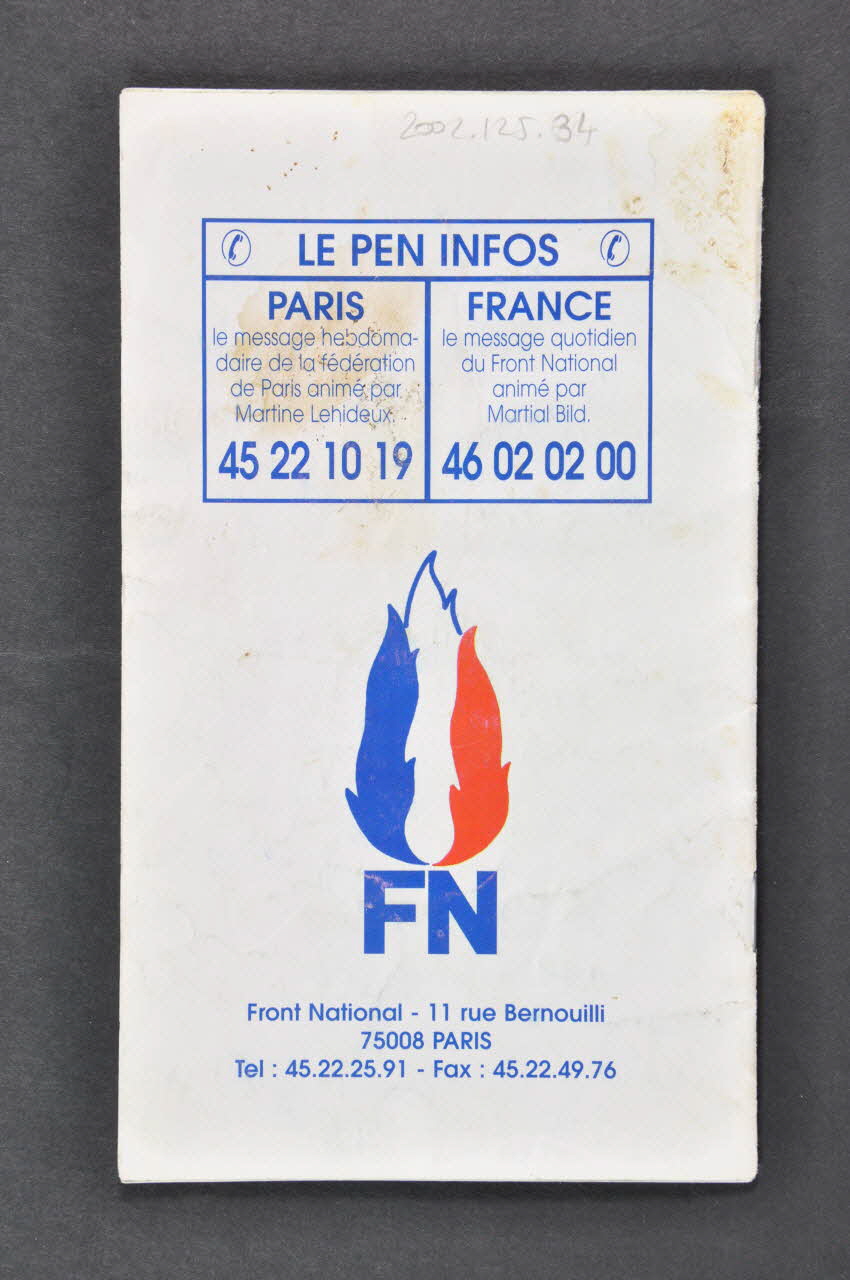 2002.125.34
LE PEN INFOS
PARIS
le message hebdoma-
daire de la fédération
de Paris animé par
Martine Lehideux.
45 22 10 19
FRANCE
le message quotidien
du Front National
animé par
Martial Bild.
46 02 02 00
FN
Front National - 11 rue Bernouilli
75008 PARIS
Tel : 45.22.25.91 - Fax : 45.22.49.76